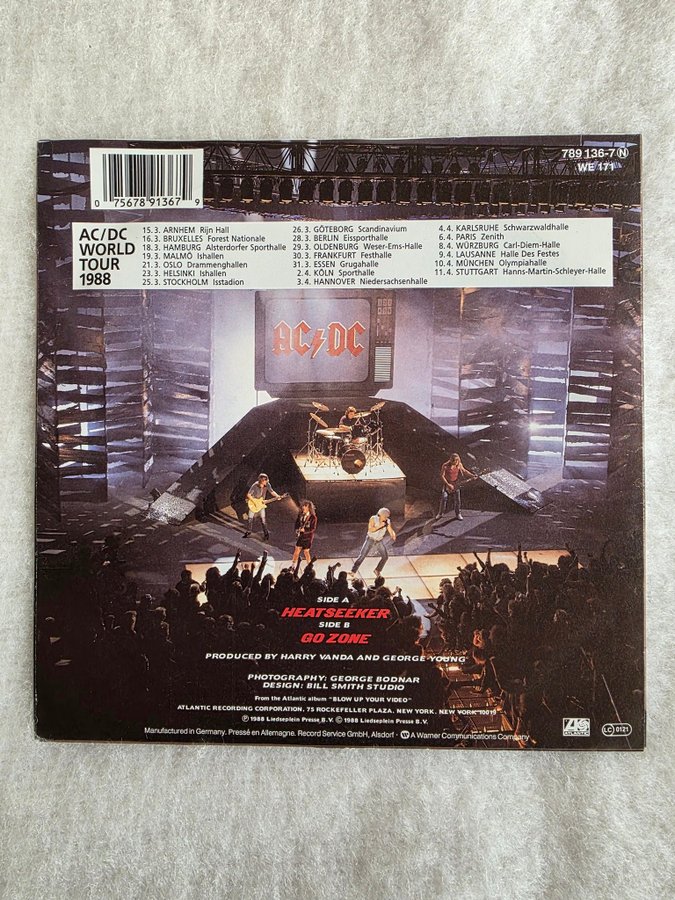 789 136-7 N
WE 171
0 75678 91367 9
AC/DC
WORLD
TOUR
1988
15.3. ARNHEM Rijn Hall
16.3. BRUXELLES Forest Nationale
18.3. HAMBURG Alsterdorfer Sporthalle
19.3. MALMÖ Ishallen
21.3. OSLO Drammenghallen
23.3. HELSINKI Ishallen
25.3. STOCKHOLM Isstadion
26.3. GÖTEBORG Scandinavium
28.3. BERLIN Eissporthalle
29.3. OLDENBURG Weser-Ems-Halle
30.3. FRANKFURT Festhalle
31.3. ESSEN Grugahalle
2.4. KÖLN Sporthalle
3.4. HANNOVER Niedersachsenhalle
4.4. KARLSRUHE Schwarzwaldhalle
6.4. PARIS Zenith
8.4. WÜRZBURG Carl-Diem-Halle
9.4. LAUSANNE Halle Des Festes
10.4. MÜNCHEN Olympiahalle
11.4. STUTTGART Hanns-Martin-Schleyer-Halle
AC/DC
SIDE A
HEATSEEKER
SIDE B
GO ZONE
PRODUCED BY HARRY VANDA AND GEORGE YOUNG
PHOTOGRAPHY: GEORGE BODNAR
DESIGN: BILL SMITH STUDIO
From the Atlantic album "BLOW UP YOUR VIDEO"
ATLANTIC RECORDING CORPORATION. 75 ROCKEFELLER PLAZA. NEW YORK. NEW YORK 10019
℗ 1988 Leidseplein Presse B.V. © 1988 Leidseplein Presse B.V.
Manufactured in Germany. Pressé en Allemagne. Record Service GmbH, Alsdorf · A Warner Communications Company
ATLANTIC
LC 0121